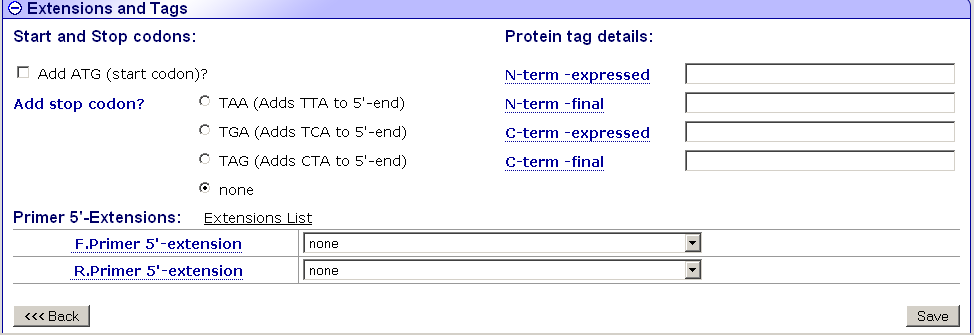 Extensions and Tags
Start and Stop codons:
Add ATG (start codon)?
Add stop codon?
TAA (Adds TTA to 5'-end)
TGA (Adds TCA to 5'-end)
TAG (Adds CTA to 5'-end)
none
Protein tag details:
N-term -expressed
N-term -final
C-term -expressed
C-term -final
Primer 5'-Extensions: Extensions List
F.Primer 5'-extension none
R.Primer 5'-extension none
<<< Back Save